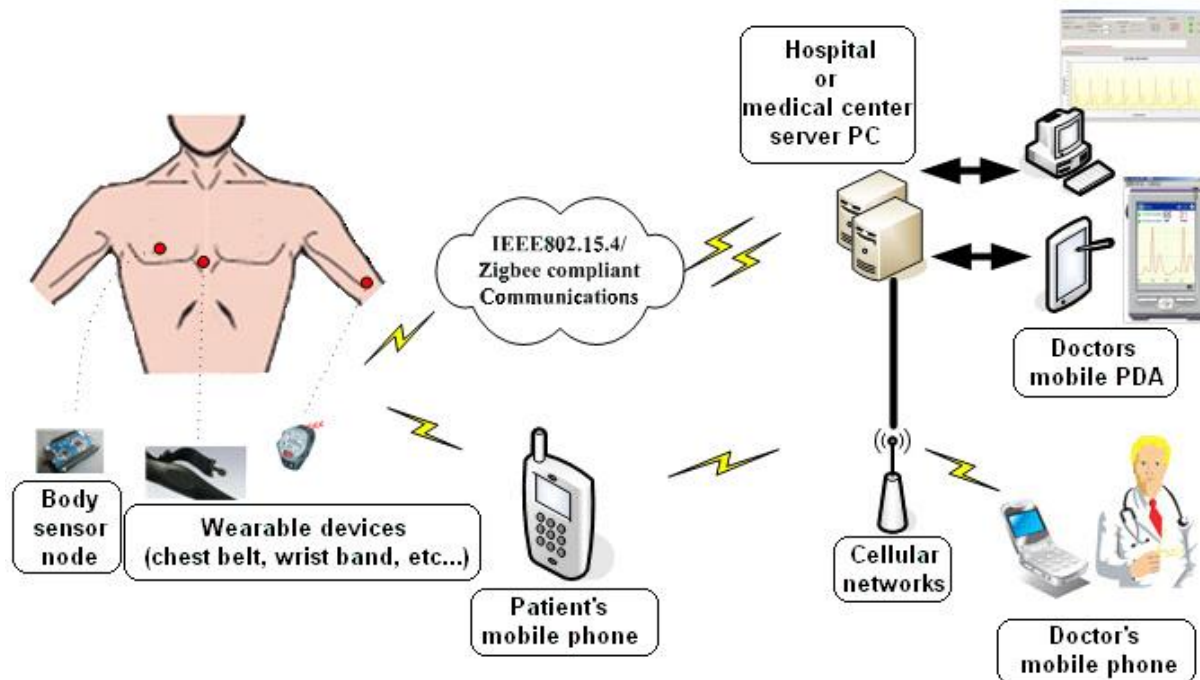 Hospital
or
medical center
server PC
IEEE802.15.4/
Zigbee compliant
Communications
Doctors
mobile PDA
Body
sensor
node
Wearable devices
(chest belt, wrist band, etc...)
Patient's
mobile phone
Cellular
networks
Doctor's
mobile phone